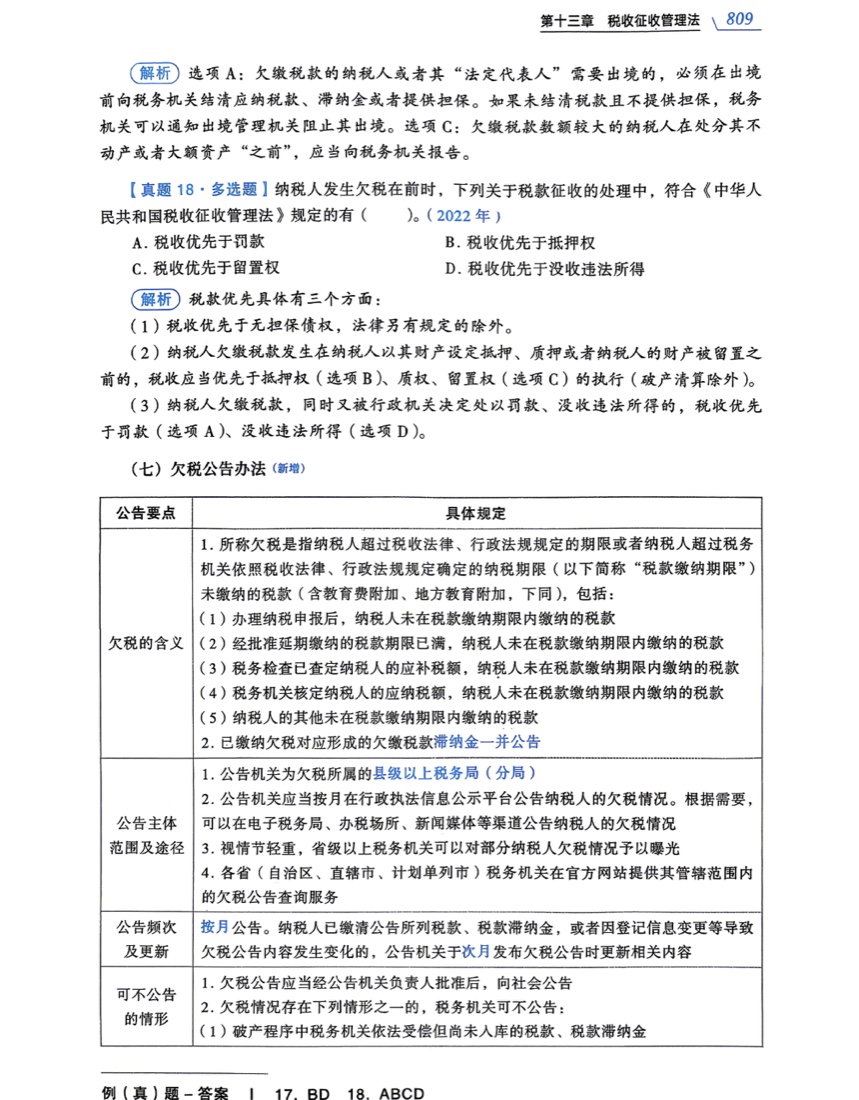 第十三章　税收征收管理法　809
解析 选项 A：欠缴税款的纳税人或者其“法定代表人”需要出境的，必须在出境
前向税务机关结清应纳税款、滞纳金或者提供担保。如果未结清税款且不提供担保，税务
机关可以通知出境管理机关阻止其出境。选项 C：欠缴税款数额较大的纳税人在处分其不
动产或者大额资产“之前”，应当向税务机关报告。
【真题 18·多选题】纳税人发生欠税在前时，下列关于税款征收的处理中，符合《中华人
民共和国税收征收管理法》规定的有（　　）。（2022 年）
A. 税收优先于罚款　B. 税收优先于抵押权
C. 税收优先于留置权　D. 税收优先于没收违法所得
解析 税款优先具体有三个方面：
（1）税收优先于无担保债权，法律另有规定的除外。
（2）纳税人欠缴税款发生在纳税人以其财产设定抵押、质押或者纳税人的财产被留置之
前的，税收应当优先于抵押权（选项 B）、质权、留置权（选项 C）的执行（破产清算除外）。
（3）纳税人欠缴税款，同时又被行政机关决定处以罚款、没收违法所得的，税收优先
于罚款（选项 A）、没收违法所得（选项 D）。
（七）欠税公告办法（新增）
公告要点　具体规定
欠税的含义
1. 所称欠税是指纳税人超过税收法律、行政法规规定的期限或者纳税人超过税务
机关依照税收法律、行政法规规定确定的纳税期限（以下简称“税款缴纳期限”）
未缴纳的税款（含教育费附加、地方教育附加，下同），包括：
（1）办理纳税申报后，纳税人未在税款缴纳期限内缴纳的税款
（2）经批准延期缴纳的税款期限已满，纳税人未在税款缴纳期限内缴纳的税款
（3）税务检查已查定纳税人的应补税额，纳税人未在税款缴纳期限内缴纳的税款
（4）税务机关核定纳税人的应纳税额，纳税人未在税款缴纳期限内缴纳的税款
（5）纳税人的其他未在税款缴纳期限内缴纳的税款
2. 已缴纳欠税对应形成的欠缴税款滞纳金一并公告
公告主体
范围及途径
1. 公告机关为欠税所属的县级以上税务局（分局）
2. 公告机关应当按月在行政执法信息公示平台公告纳税人的欠税情况。根据需要，
可以在电子税务局、办税场所、新闻媒体等渠道公告纳税人的欠税情况
3. 视情节轻重，省级以上税务机关可以对部分纳税人欠税情况予以曝光
4. 各省（自治区、直辖市、计划单列市）税务机关在官方网站提供其管辖范围内
的欠税公告查询服务
公告频次
及更新
按月公告。纳税人已缴清公告所列税款、税款滞纳金，或者因登记信息变更等导致
欠税公告内容发生变化的，公告机关于次月发布欠税公告时更新相关内容
可不公告
的情形
1. 欠税公告应当经公告机关负责人批准后，向社会公告
2. 欠税情况存在下列情形之一的，税务机关可不公告：
（1）破产程序中税务机关依法受偿但尚未入库的税款、税款滞纳金
例（真）题－答案　|　17. BD　18. ABCD